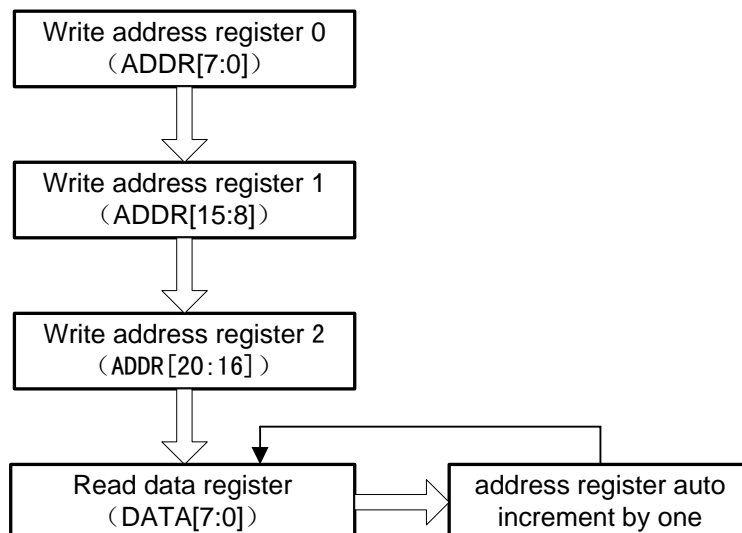 Write address register 0
（ADDR[7:0]）
Write address register 1
（ADDR[15:8]）
Write address register 2
（ADDR[20:16]）
Read data register
（DATA[7:0]）
address register auto
increment by one